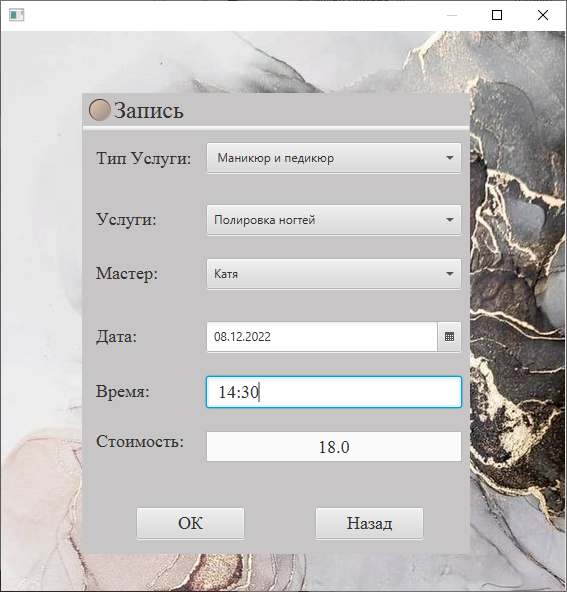 Запись
Тип Услуги: Маникюр и педикюр
Услуги: Полировка ногтей
Мастер: Катя
Дата: 08.12.2022
Время: 14:30
Стоимость: 18.0
ОК Назад